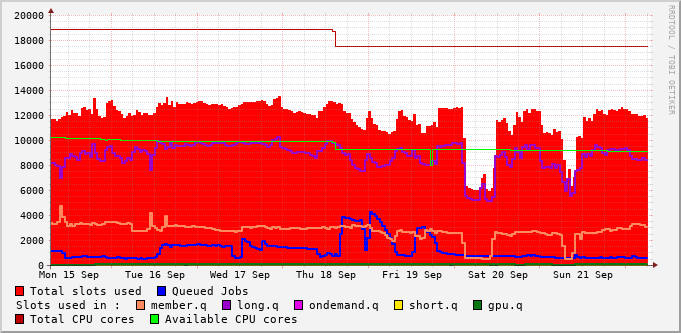 20000
18000
16000
14000
12000
10000
8000
6000
4000
2000
0
Mon 15 Sep Tue 16 Sep Wed 17 Sep Thu 18 Sep Fri 19 Sep Sat 20 Sep Sun 21 Sep
RRDTOOL / TOBI OETIKER
Total slots used Queued Jobs
Slots used in : member.q long.q ondemand.q short.q gpu.q
Total CPU cores Available CPU cores